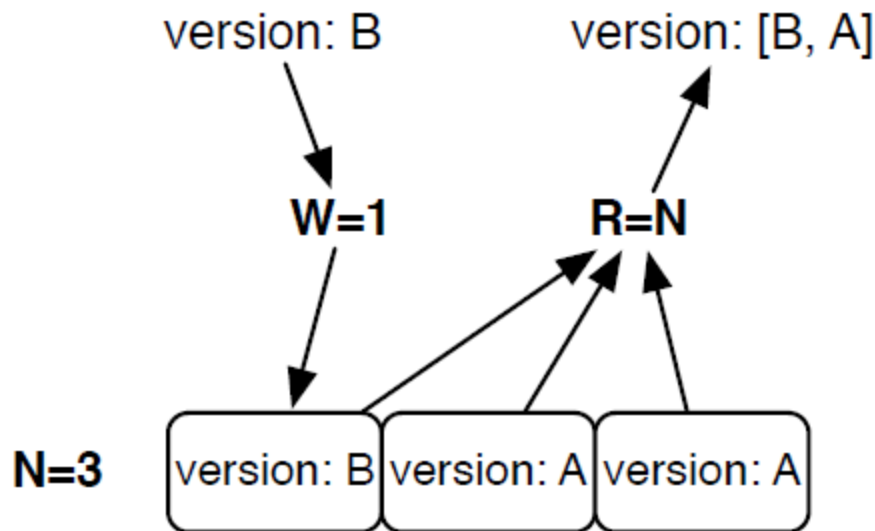 version: B
version: [B, A]
W=1
R=N
N=3
version: B
version: A
version: A